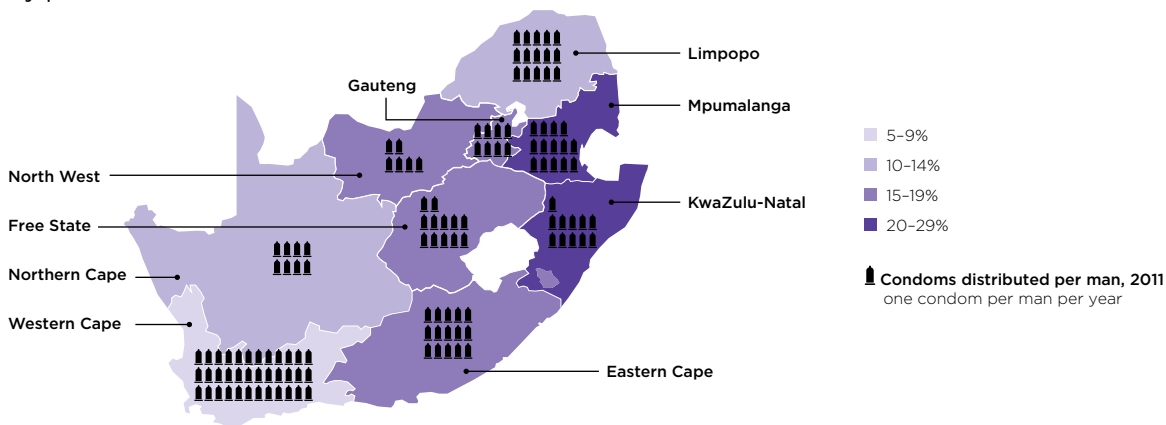 Limpopo
Gauteng
Mpumalanga
North West
Free State
KwaZulu-Natal
Northern Cape
Western Cape
Eastern Cape
5–9%
10–14%
15–19%
20–29%
Condoms distributed per man, 2011
one condom per man per year